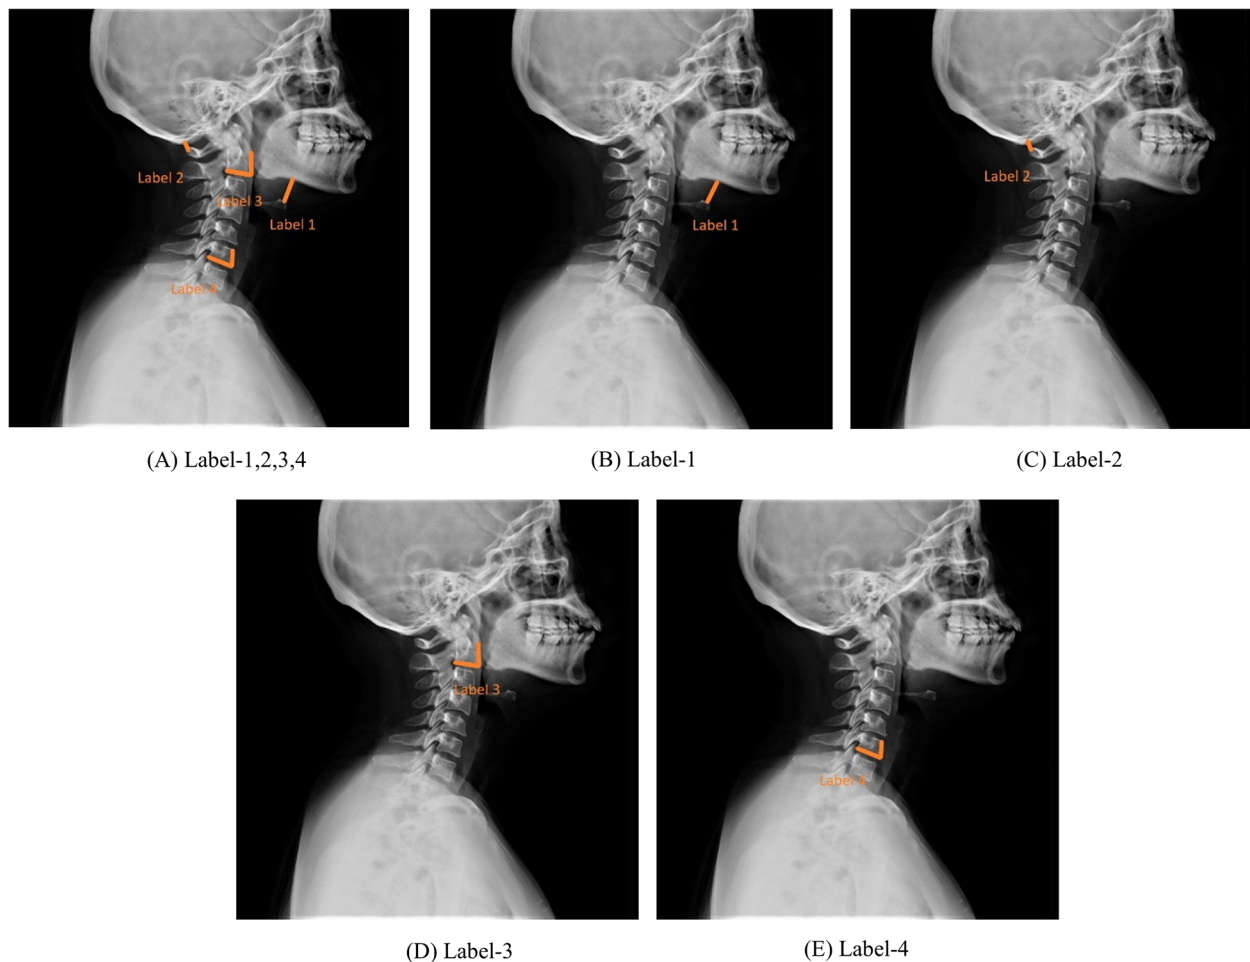 Label 2
Label 3
Label 1
Label 4
Label 1
Label 2
(A) Label-1,2,3,4
(B) Label-1
(C) Label-2
Label 3
Label 4
(D) Label-3
(E) Label-4